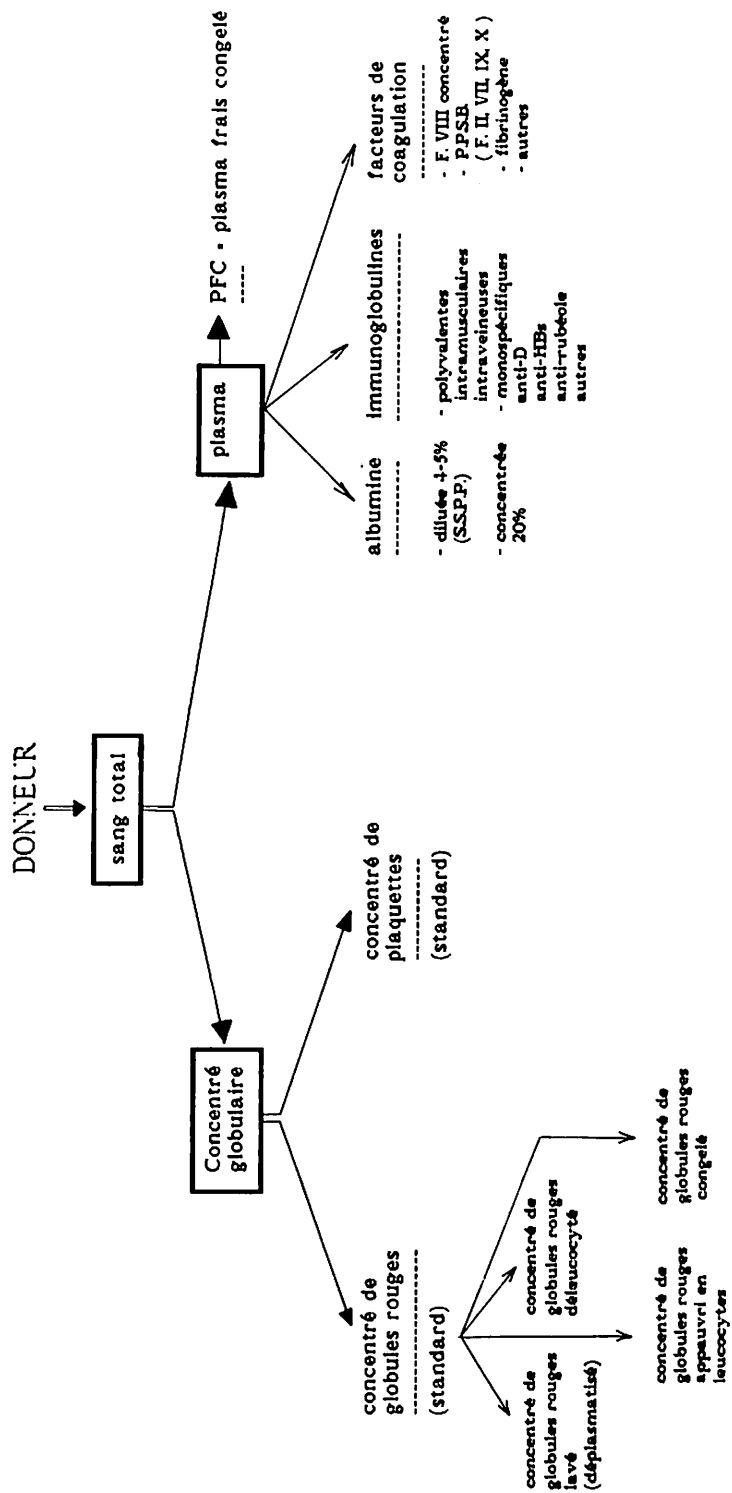 DONNEUR
sang total
Concentré
globulaire
plasma
PFC = plasma frais congelé
-----
concentré de
globules rouges
--------------
(standard)
concentré de
plaquettes
----------
(standard)
albumine
----------
- diluée 4-5%
(S.S.P.P.)
- concentrée
20%
immunoglobulines
----------------
- polyvalentes
intramusculaires
intraveineuses
- monospécifiques
anti-D
anti-HBs
anti-rubéole
autres
facteurs de
coagulation
-----------
- F. VIII concentré
- P.P.S.B.
( F. II, VII, IX, X )
- fibrinogène
- autres
concentré de
globules rouges
lavé
(déplasmatisé)
concentré de
globules rouges
déleucocyté
concentré de
globules rouges
appauvri en
leucocytes
concentré de
globules rouges
congelé